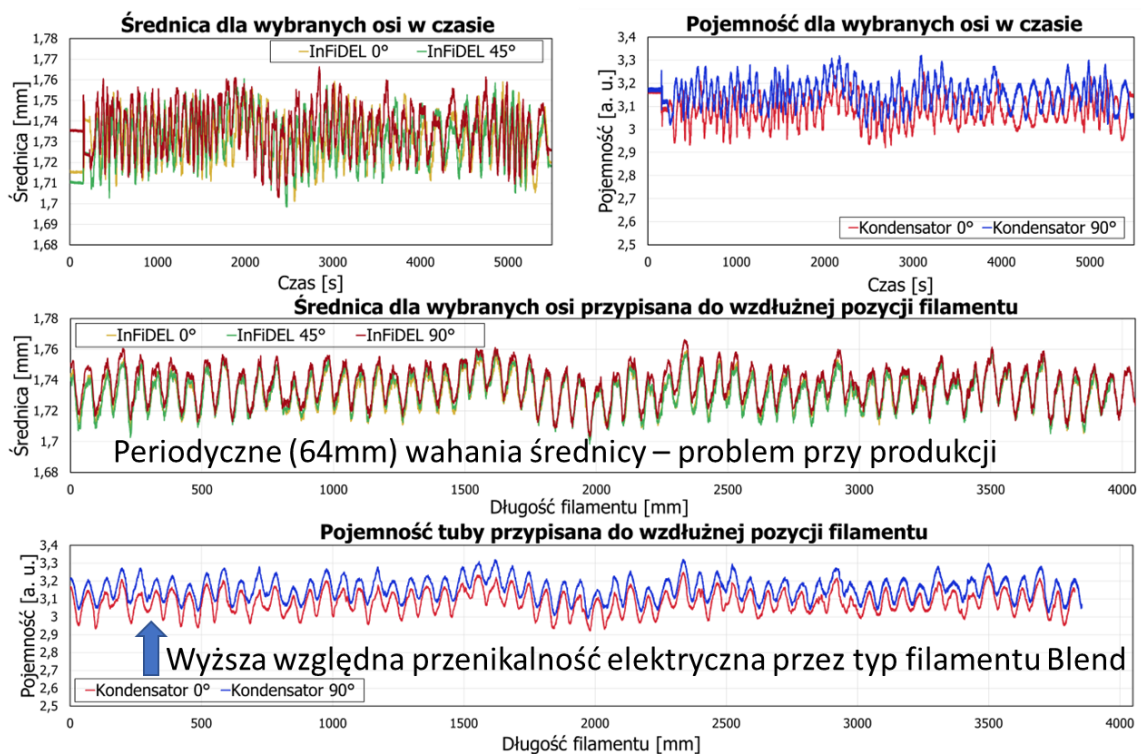 Średnica dla wybranych osi w czasie
Średnica [mm]
1,78
1,77
1,76
1,75
1,74
1,73
1,72
1,71
1,7
1,69
1,68
InFiDEL 0° InFiDEL 45°
0 1000 2000 3000 4000 5000
Czas [s]
Pojemność dla wybranych osi w czasie
Pojemność [a. u.]
3,4
3,3
3,2
3,1
3
2,9
2,8
2,7
2,6
2,5
Kondensator 0° Kondensator 90°
0 1000 2000 3000 4000 5000
Czas [s]
Średnica dla wybranych osi przypisana do wzdłużnej pozycji filamentu
Średnica [mm]
1,78
1,76
1,74
1,72
1,7
1,68
InFiDEL 0° InFiDEL 45° InFiDEL 90°
Periodyczne (64mm) wahania średnicy – problem przy produkcji
0 500 1000 1500 2000 2500 3000 3500 4000
Długość filamentu [mm]
Pojemność tuby przypisana do wzdłużnej pozycji filamentu
Pojemność [a. u.]
3,4
3,3
3,2
3,1
3
2,9
2,8
2,7
2,6
2,5
Wyższa względna przenikalność elektryczna przez typ filamentu Blend
Kondensator 0° Kondensator 90°
0 500 1000 1500 2000 2500 3000 3500 4000
Długość filamentu [mm]